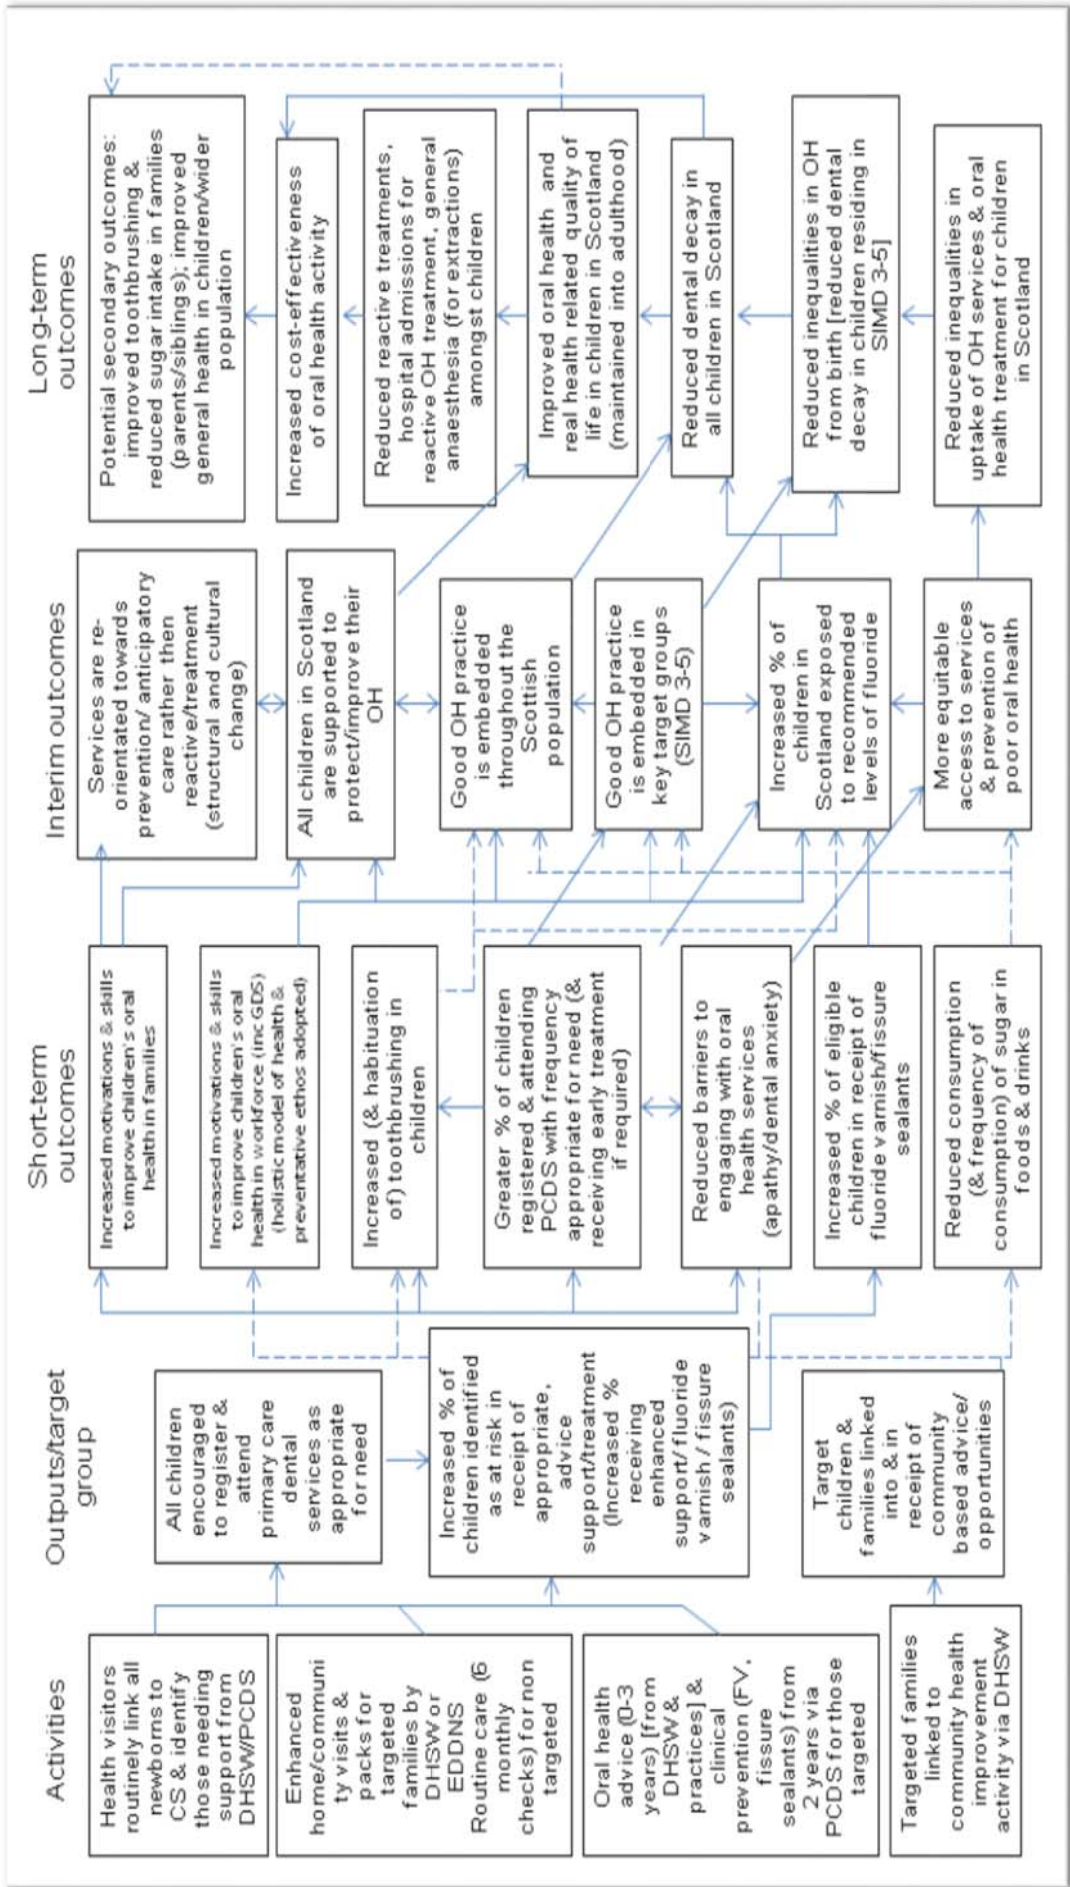 Activities
Health visitors
routinely link all
newborns to
CS & identify
those needing
support from
DHSW/PCDS
Enhanced
home/communi
ty visits &
packs for
targeted
families by
DHSW or
EDDNS
Routine care (6
monthly
checks) for non
targeted
Oral health
advice (0-3
years) [from
DHSW &
practices] &
clinical
prevention (FV,
fissure
sealants) from
2 years via
PCDS for those
targeted
Targeted families
linked to
community health
improvement
activity via DHSW
Outputs/target
group
All children
encouraged
to register &
attend
primary care
dental
services as
appropriate
for need
Increased % of
children identified
as at risk in
receipt of
appropriate,
advice
support/treatment
(Increased %
receiving
enhanced
support/fluoride
varnish / fissure
sealants)
Target
children &
families linked
into & in
receipt of
community
based advice/
opportunities
Short-term
outcomes
Increased motivations & skills
to improve children's oral
health in families
Increased motivations & skills
to improve children's oral
health in workforce (inc GDS)
(holistic model of health &
preventative ethos adopted)
Increased (& habituation
of) toothbrushing in
children
Greater % of children
registered & attending
PCDS with frequency
appropriate for need (&
receiving early treatment
if required)
Reduced barriers to
engaging with oral
health services
(apathy/dental anxiety)
Increased % of eligible
children in receipt of
fluoride varnish/fissure
sealants
Reduced consumption
(& frequency of
consumption) of sugar in
foods & drinks
Interim outcomes
Services are re-
orientated towards
prevention/ anticipatory
care rather then
reactive/treatment
(structural and cultural
change)
All children in Scotland
are supported to
protect/improve their
OH
Good OH practice
is embedded
throughout the
Scottish
population
Good OH practice
is embedded in
key target groups
(SIMD 3-5)
Increased % of
children in
Scotland exposed
to recommended
levels of fluoride
More equitable
access to services
& prevention of
poor oral health
Long-term
outcomes
Potential secondary outcomes:
improved toothbrushing &
reduced sugar intake in families
(parents/siblings); improved
general health in children/wider
population
Increased cost-effectiveness
of oral health activity
Reduced reactive treatments,
hospital admissions for
reactive OH treatment, general
anaesthesia (for extractions)
amongst children
Improved oral health and
real health related quality of
life in children in Scotland
(maintained into adulthood)
Reduced dental decay in
all children in Scotland
Reduced inequalities in OH
from birth [reduced dental
decay in children residing in
SIMD 3-5]
Reduced inequalities in
uptake of OH services & oral
health treatment for children
in Scotland